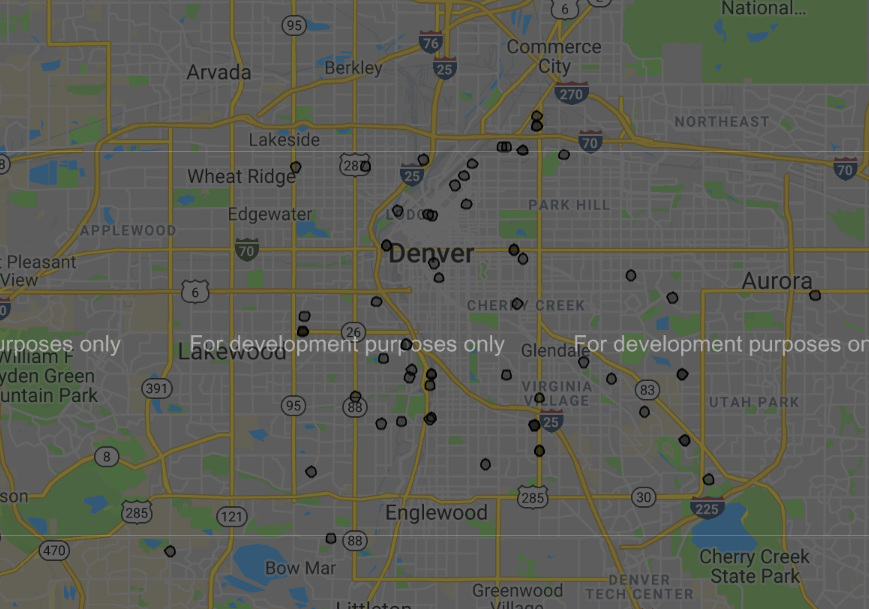 National...
6
95
76
Commerce
City
25
Arvada
Berkley
270
NORTHEAST
Lakeside
70
8
287
25
70
Wheat Ridge
Edgewater
PARK HILL
APPLEWOOD
70
Denver
t Pleasant
View
6
Aurora
CHERRY CREEK
26
urposes only
For development purposes only
For development purposes on
William F
yden Green
untain Park
Lakewood
Glendale
391
83
VIRGINIA
VILLAGE
95
88
UTAH PARK
25
8
son
285
30
285
121
Englewood
225
470
88
Cherry Creek
State Park
Bow Mar
DENVER
TECH CENTER
Greenwood
Village
Littleton